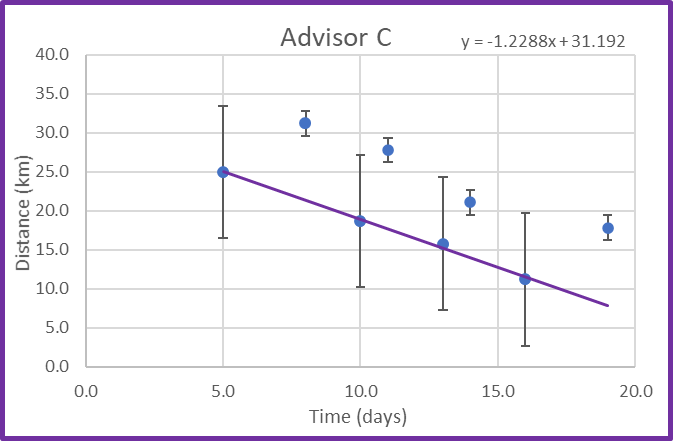 Advisor C
y = -1.2288x + 31.192
40.0
35.0
30.0
25.0
20.0
15.0
10.0
5.0
0.0
Distance (km)
0.0 5.0 10.0 15.0 20.0
Time (days)